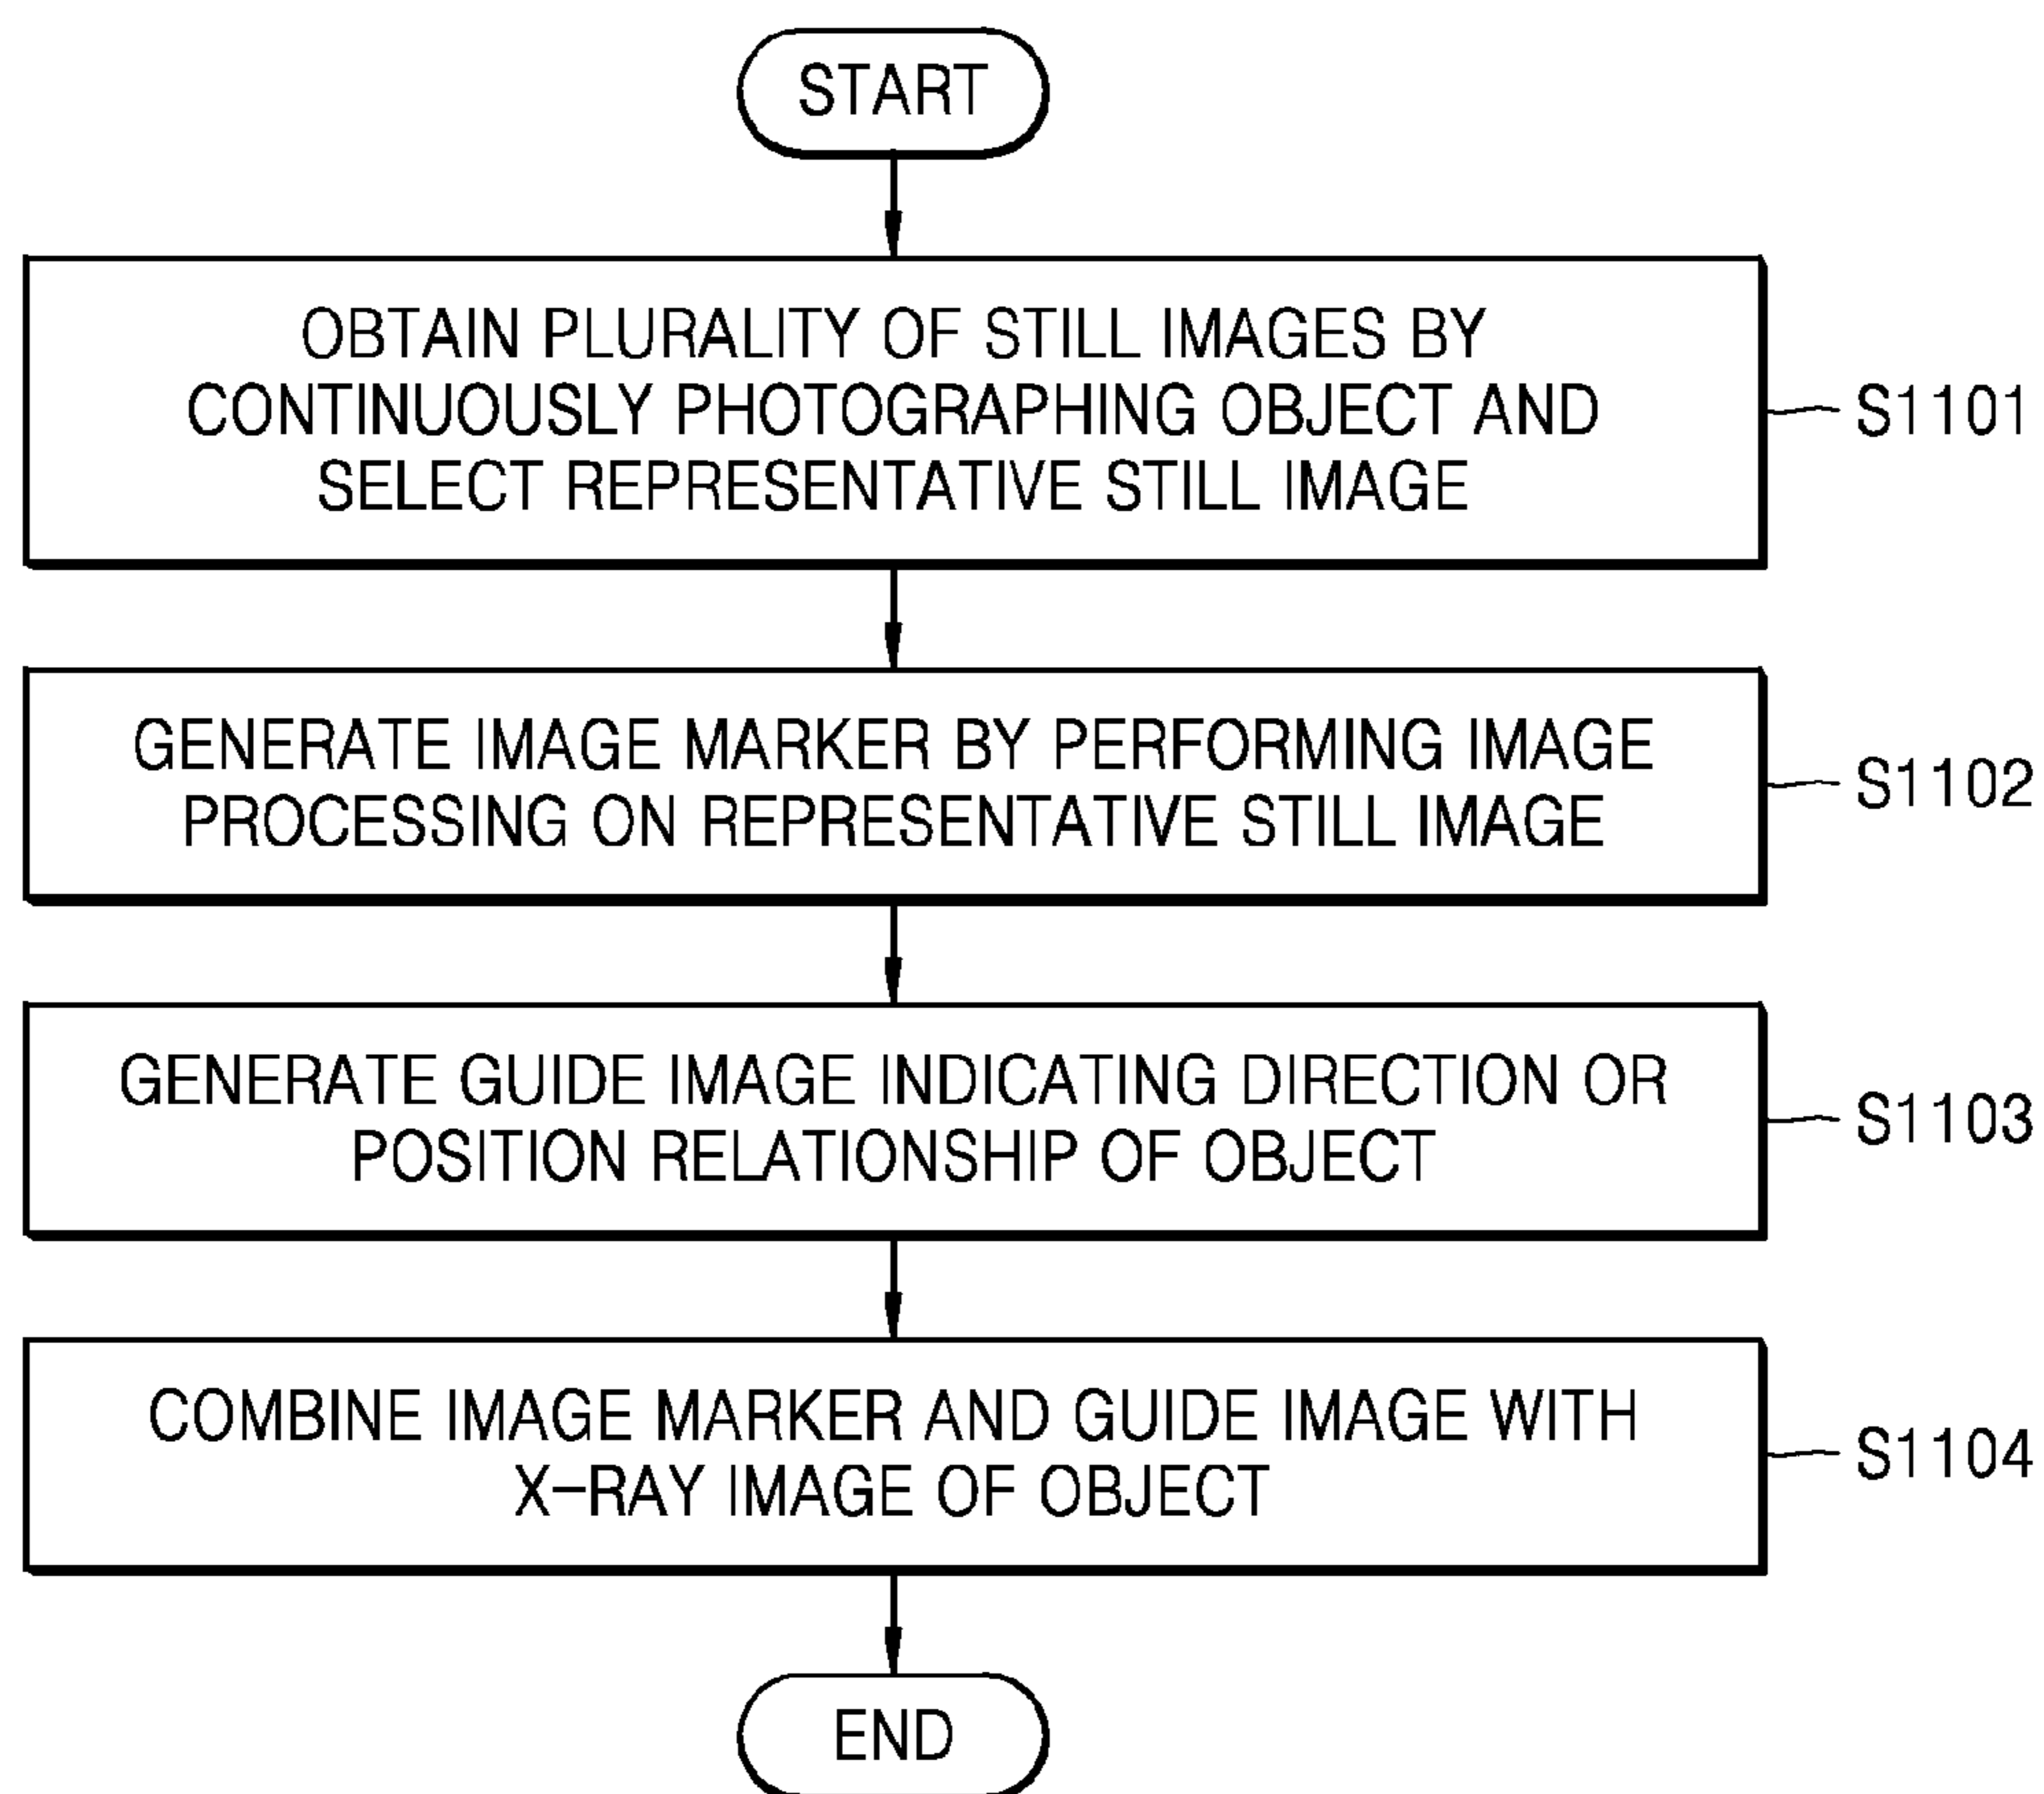 START
OBTAIN PLURALITY OF STILL IMAGES BY
CONTINUOUSLY PHOTOGRAPHING OBJECT AND
SELECT REPRESENTATIVE STILL IMAGE
S1101
GENERATE IMAGE MARKER BY PERFORMING IMAGE
PROCESSING ON REPRESENTATIVE STILL IMAGE
S1102
GENERATE GUIDE IMAGE INDICATING DIRECTION OR
POSITION RELATIONSHIP OF OBJECT
S1103
COMBINE IMAGE MARKER AND GUIDE IMAGE WITH
X-RAY IMAGE OF OBJECT
S1104
END